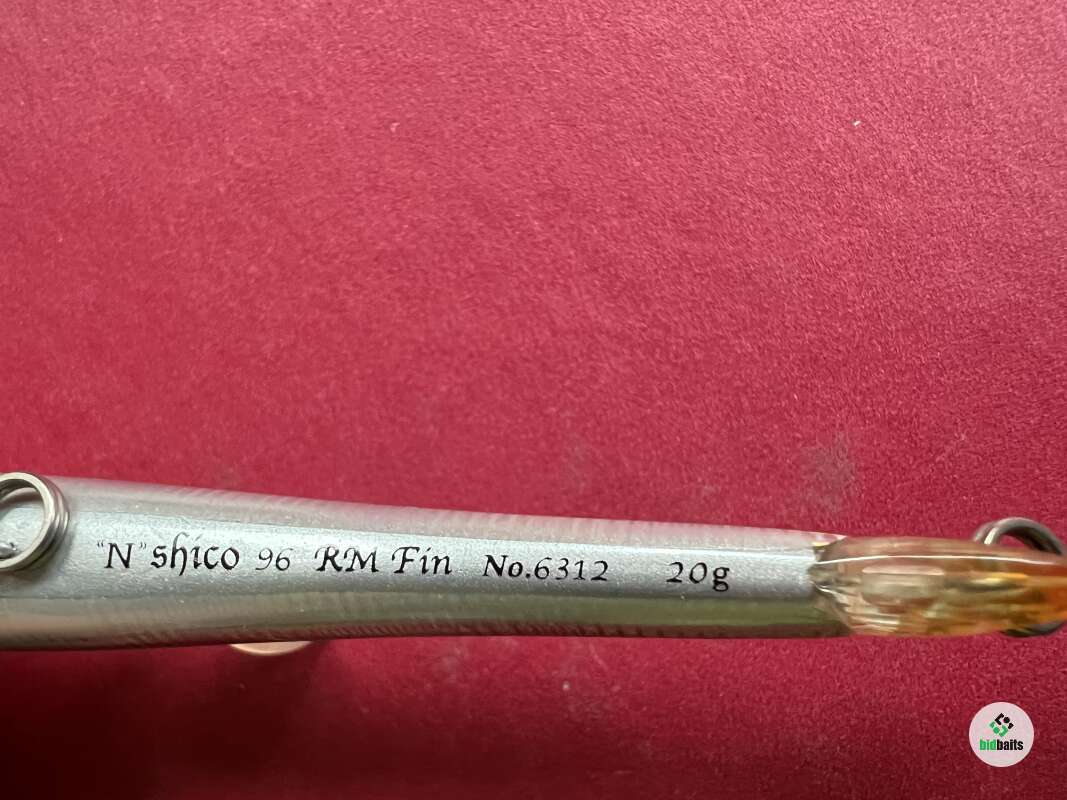 “N” shico 96 RM Fin No.6312 20g
bidbaits